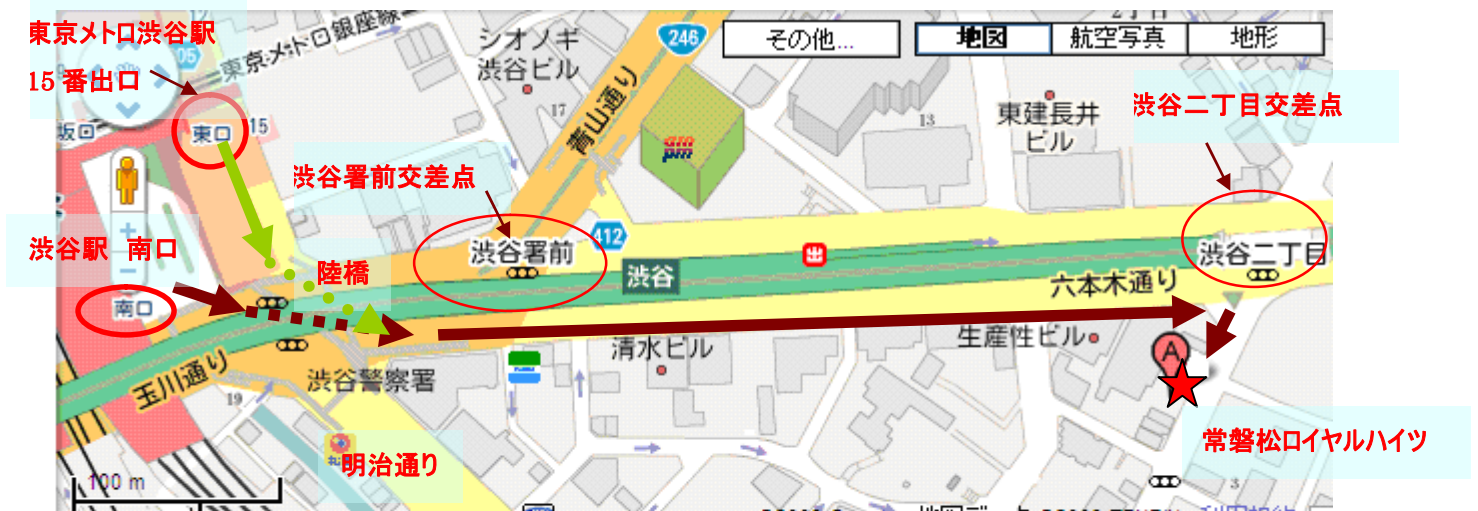 東京メトロ渋谷駅
15 番出口
東京メトロ銀座線
シオノギ
渋谷ビル
246
その他...
地図
航空写真
地形
青山通り
17
am
pm
13
東建長井
ビル
渋谷二丁目交差点
坂口
東口
15
渋谷署前交差点
渋谷駅 南口
陸橋
渋谷署前
412
渋谷
出
渋谷二丁目
六本木通り
南口
玉川通り
渋谷警察署
清水ビル
生産性ビル
A
19
明治通り
常磐松ロイヤルハイツ
100 m
3